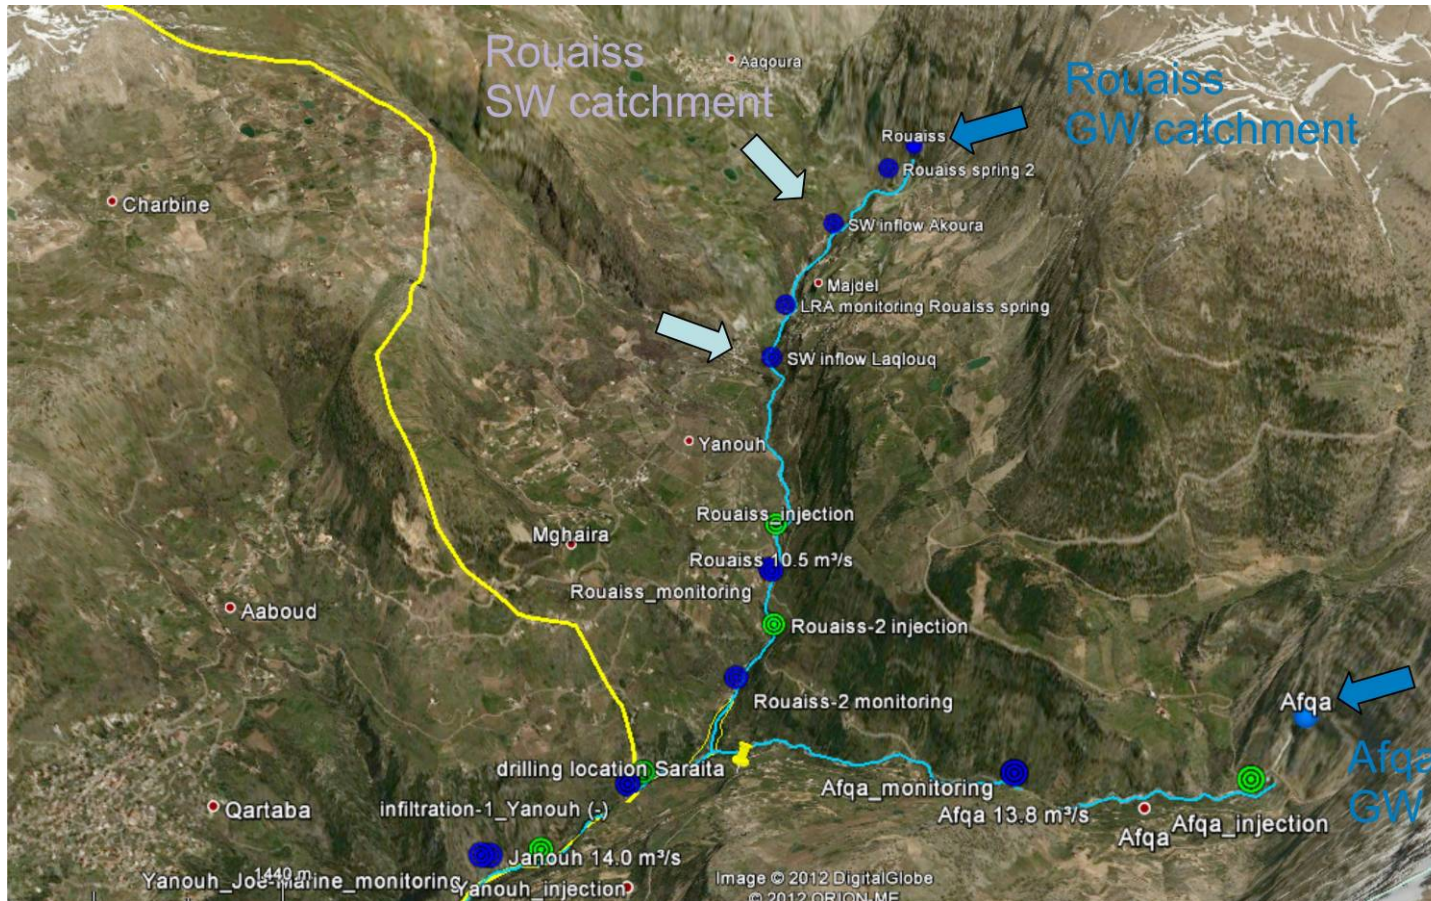 Rouaiss
SW catchment
Aaqoura
Rouaiss
GW catchment
Rouaiss
Rouaiss spring 2
Charbine
SW inflow Akoura
Majdel
LRA monitoring Rouaiss spring
SW inflow Laqlouq
Yanouh
Rouaiss_injection
Mghaira
Rouaiss 10.5 m³/s
Rouaiss_monitoring
Aaboud
Rouaiss-2 injection
Rouaiss-2 monitoring
Afqa
drilling location Saraita
Afqa
GW
Afqa_monitoring
infiltration-1_Yanouh (-)
Qartaba
Afqa 13.8 m³/s
Afqa
Afqa_injection
Janouh 14.0 m³/s
1440 m
Yanouh_Joe-Marine_monitoring
Yanouh_injection
Image © 2012 DigitalGlobe
© 2012 ORION-ME